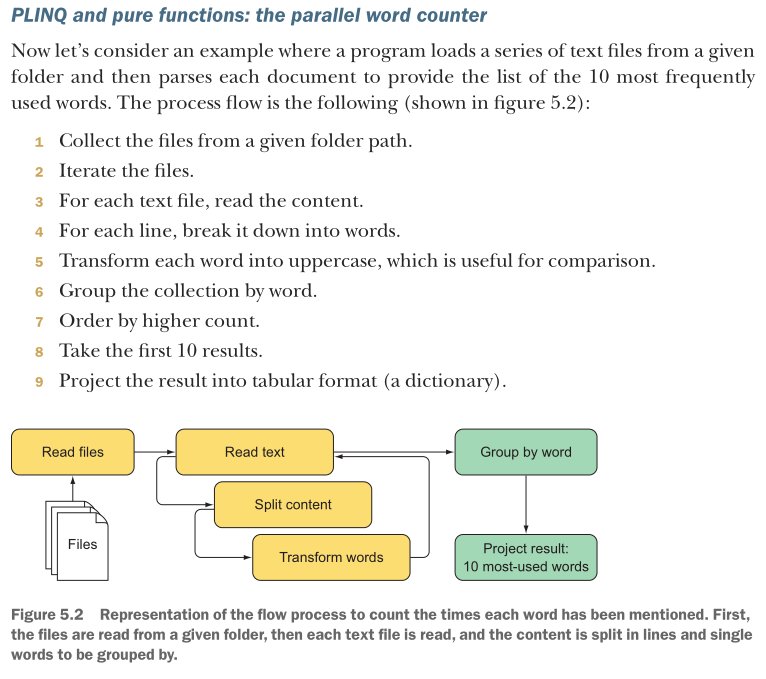 PLINQ and pure functions: the parallel word counter
Now let's consider an example where a program loads a series of text files from a given
folder and then parses each document to provide the list of the 10 most frequently
used words. The process flow is the following (shown in figure 5.2):
1 Collect the files from a given folder path.
2 Iterate the files.
3 For each text file, read the content.
4 For each line, break it down into words.
5 Transform each word into uppercase, which is useful for comparison.
6 Group the collection by word.
7 Order by higher count.
8 Take the first 10 results.
9 Project the result into tabular format (a dictionary).
Read files
Read text
Group by word
Split content
Files
Transform words
Project result:
10 most-used words
Figure 5.2 Representation of the flow process to count the times each word has been mentioned. First,
the files are read from a given folder, then each text file is read, and the content is split in lines and single
words to be grouped by.